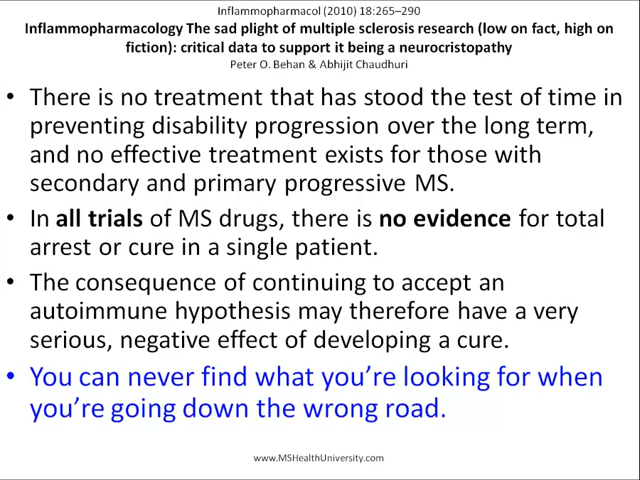 Inflammopharmacol (2010) 18:265–290
Inflammopharmacology The sad plight of multiple sclerosis research (low on fact, high on
fiction): critical data to support it being a neurocristopathy
Peter O. Behan & Abhijit Chaudhuri
• There is no treatment that has stood the test of time in
preventing disability progression over the long term,
and no effective treatment exists for those with
secondary and primary progressive MS.
• In all trials of MS drugs, there is no evidence for total
arrest or cure in a single patient.
• The consequence of continuing to accept an
autoimmune hypothesis may therefore have a very
serious, negative effect of developing a cure.
• You can never find what you’re looking for when
you’re going down the wrong road.
www.MSHealthUniversity.com